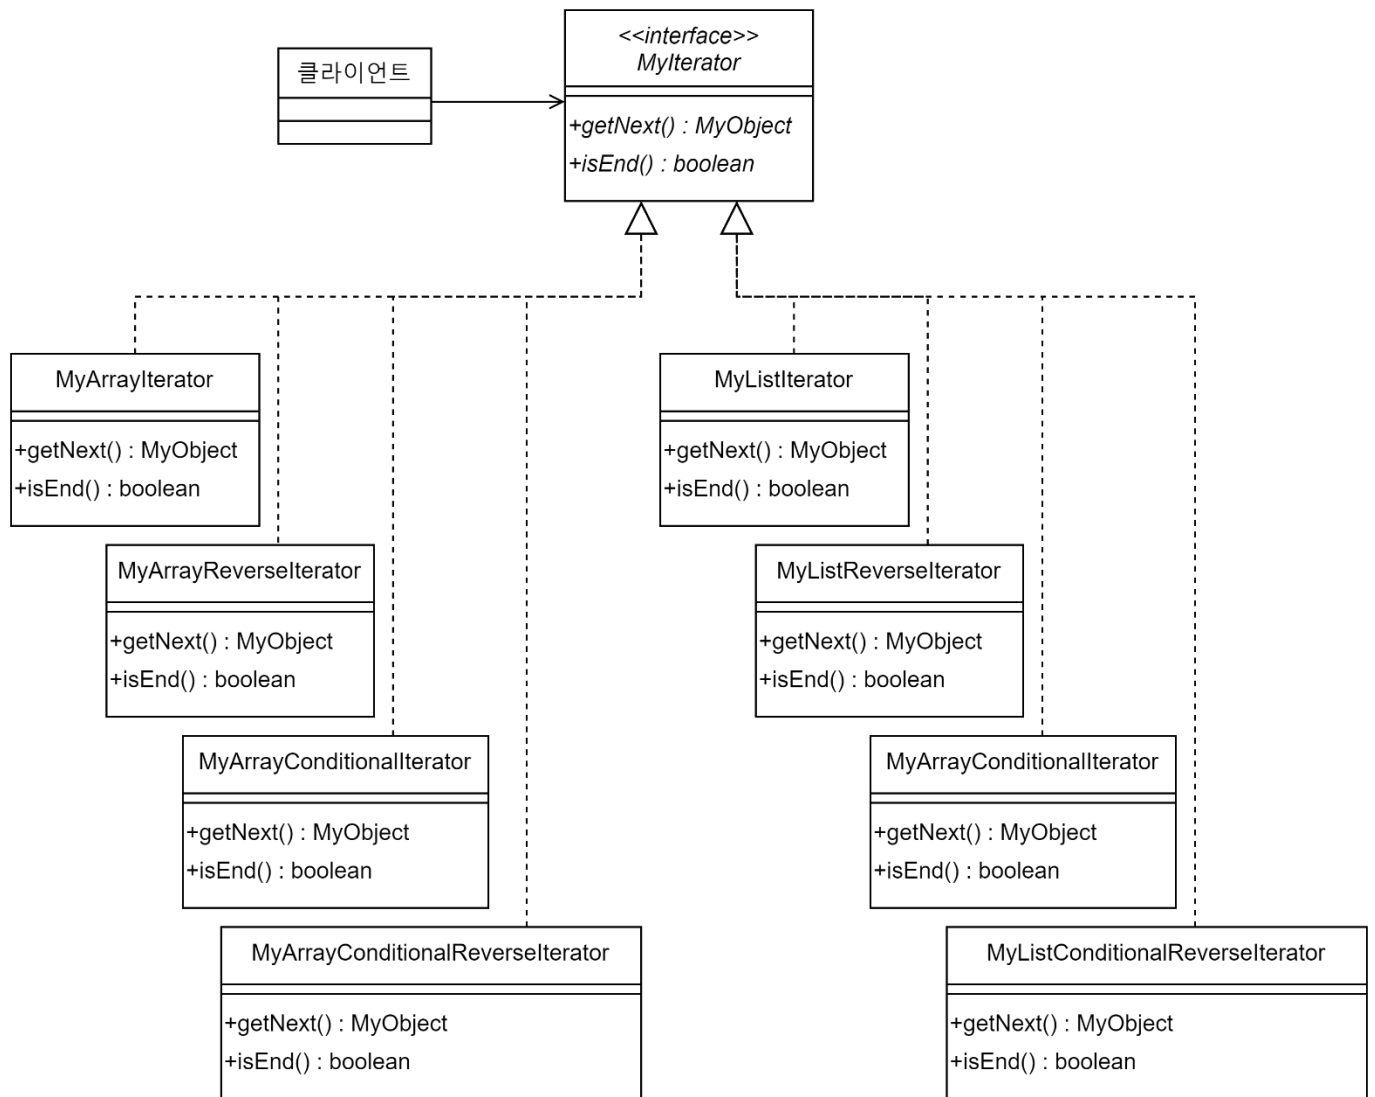 클라이언트
<<interface>>
MyIterator
+getNext() : MyObject
+isEnd() : boolean
MyArrayIterator
+getNext() : MyObject
+isEnd() : boolean
MyListIterator
+getNext() : MyObject
+isEnd() : boolean
MyArrayReverseIterator
+getNext() : MyObject
+isEnd() : boolean
MyListReverseIterator
+getNext() : MyObject
+isEnd() : boolean
MyArrayConditionalIterator
+getNext() : MyObject
+isEnd() : boolean
MyArrayConditionalIterator
+getNext() : MyObject
+isEnd() : boolean
MyArrayConditionalReverseIterator
+getNext() : MyObject
+isEnd() : boolean
MyListConditionalReverseIterator
+getNext() : MyObject
+isEnd() : boolean